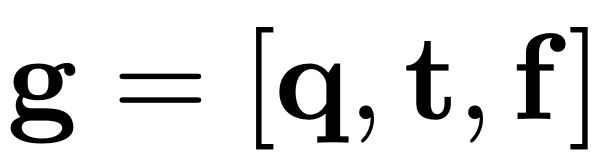 g = [q, t, f]